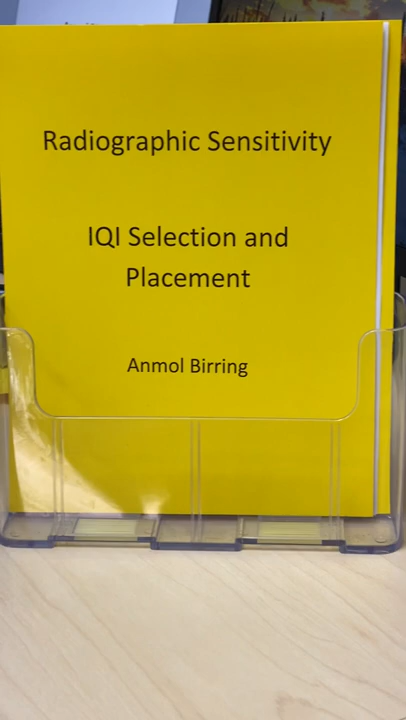 Radiographic Sensitivity
IQI Selection and
Placement
Anmol Birring